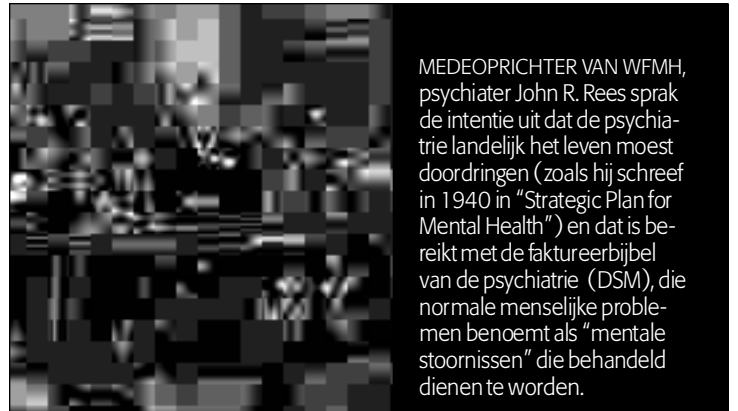 MEDEOPRICHTER VAN WFMH,
psychiater John R. Rees sprak
de intentie uit dat de psychia-
trie landelijk het leven moest
doordringen (zoals hij schreef
in 1940 in “Strategic Plan for
Mental Health”) en dat is be-
reikt met de faktureerbijbel
van de psychiatrie (DSM), die
normale menselijke proble-
men benoemt als “mentale
stoornissen” die behandeld
dienen te worden.